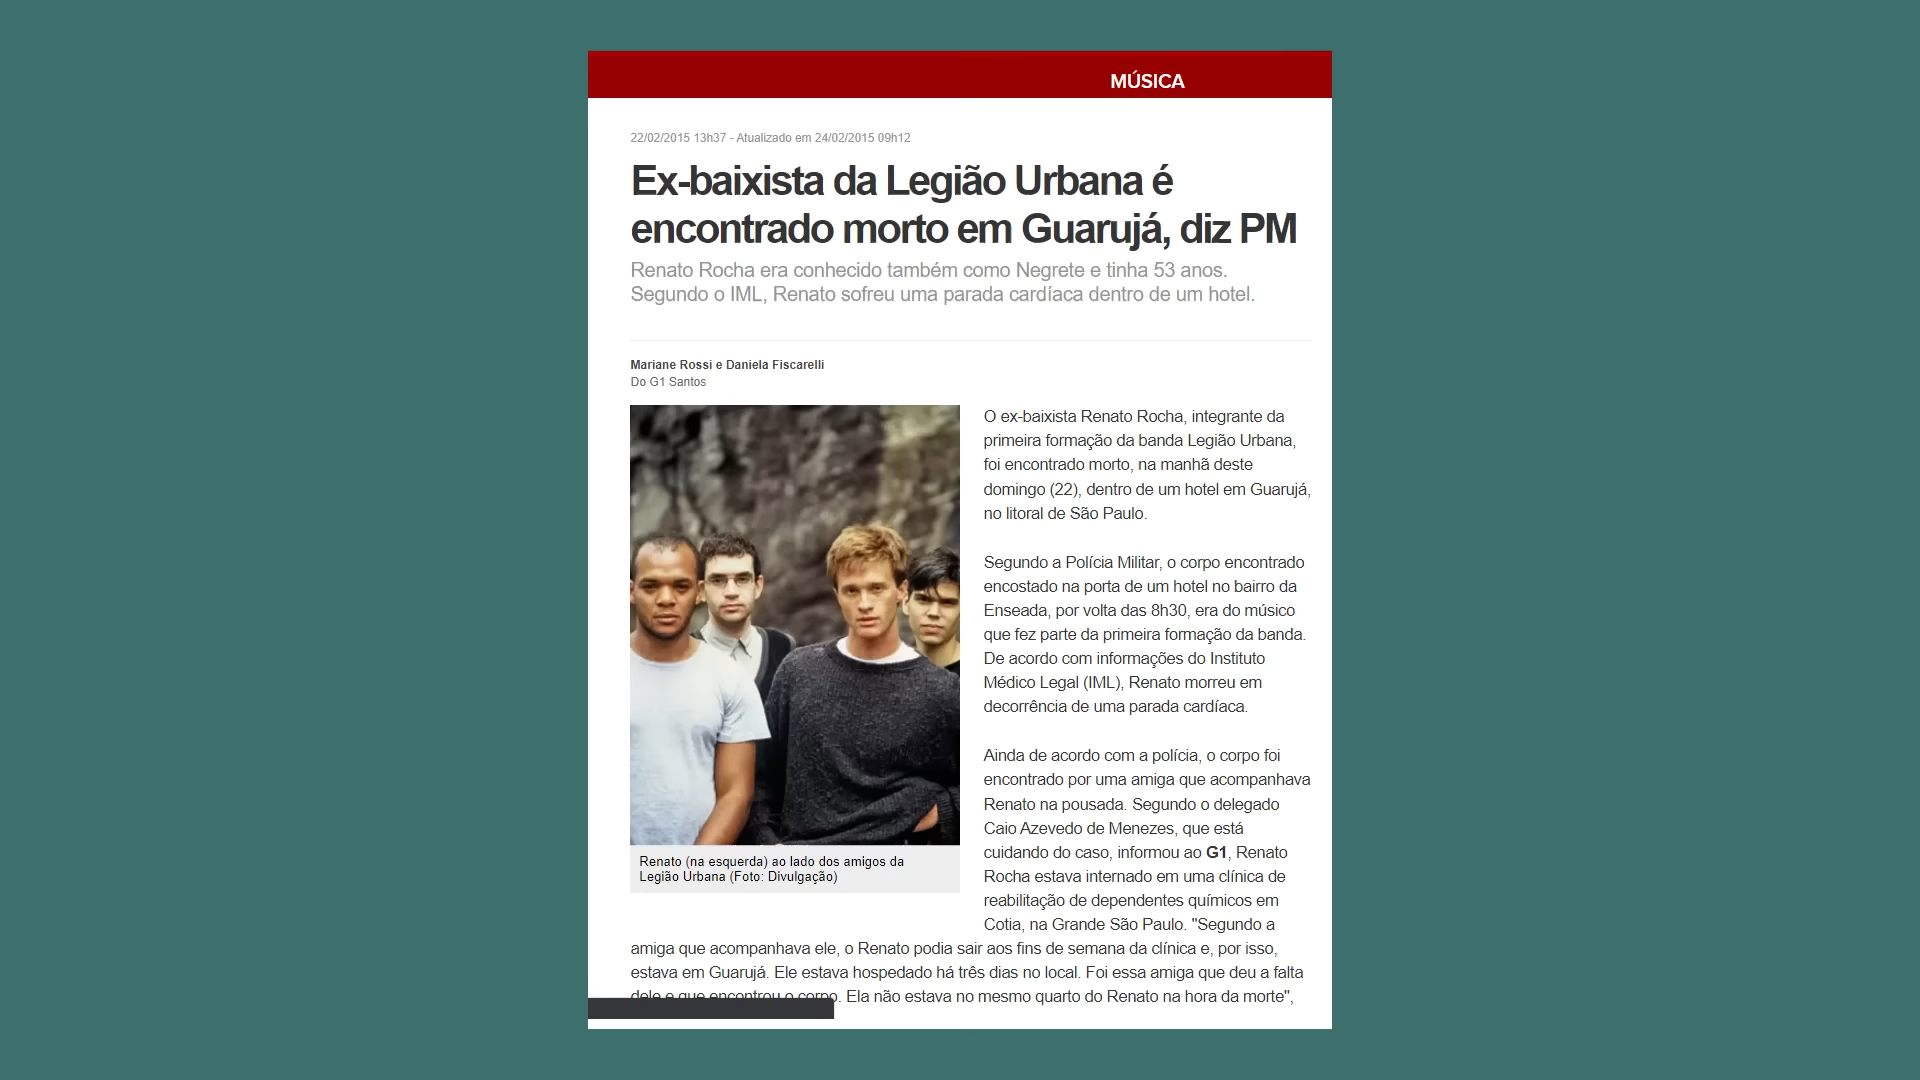 MÚSICA
22/02/2015 13h37 - Atualizado em 24/02/2015 09h12
Ex-baixista da Legião Urbana é
encontrado morto em Guarujá, diz PM
Renato Rocha era conhecido também como Negrete e tinha 53 anos.
Segundo o IML, Renato sofreu uma parada cardíaca dentro de um hotel.
Mariane Rossi e Daniela Fiscarelli
Do G1 Santos
Renato (na esquerda) ao lado dos amigos da
Legião Urbana (Foto: Divulgação)
O ex-baixista Renato Rocha, integrante da
primeira formação da banda Legião Urbana,
foi encontrado morto, na manhã deste
domingo (22), dentro de um hotel em Guarujá,
no litoral de São Paulo.
Segundo a Polícia Militar, o corpo encontrado
encostado na porta de um hotel no bairro da
Enseada, por volta das 8h30, era do músico
que fez parte da primeira formação da banda.
De acordo com informações do Instituto
Médico Legal (IML), Renato morreu em
decorrência de uma parada cardíaca.
Ainda de acordo com a polícia, o corpo foi
encontrado por uma amiga que acompanhava
Renato na pousada. Segundo o delegado
Caio Azevedo de Menezes, que está
cuidando do caso, informou ao G1, Renato
Rocha estava internado em uma clínica de
reabilitação de dependentes químicos em
Cotia, na Grande São Paulo. "Segundo a
amiga que acompanhava ele, o Renato podia sair aos fins de semana da clínica e, por isso,
estava em Guarujá. Ele estava hospedado há três dias no local. Foi essa amiga que deu a falta
dele e que encontrou o corpo. Ela não estava no mesmo quarto do Renato na hora da morte",